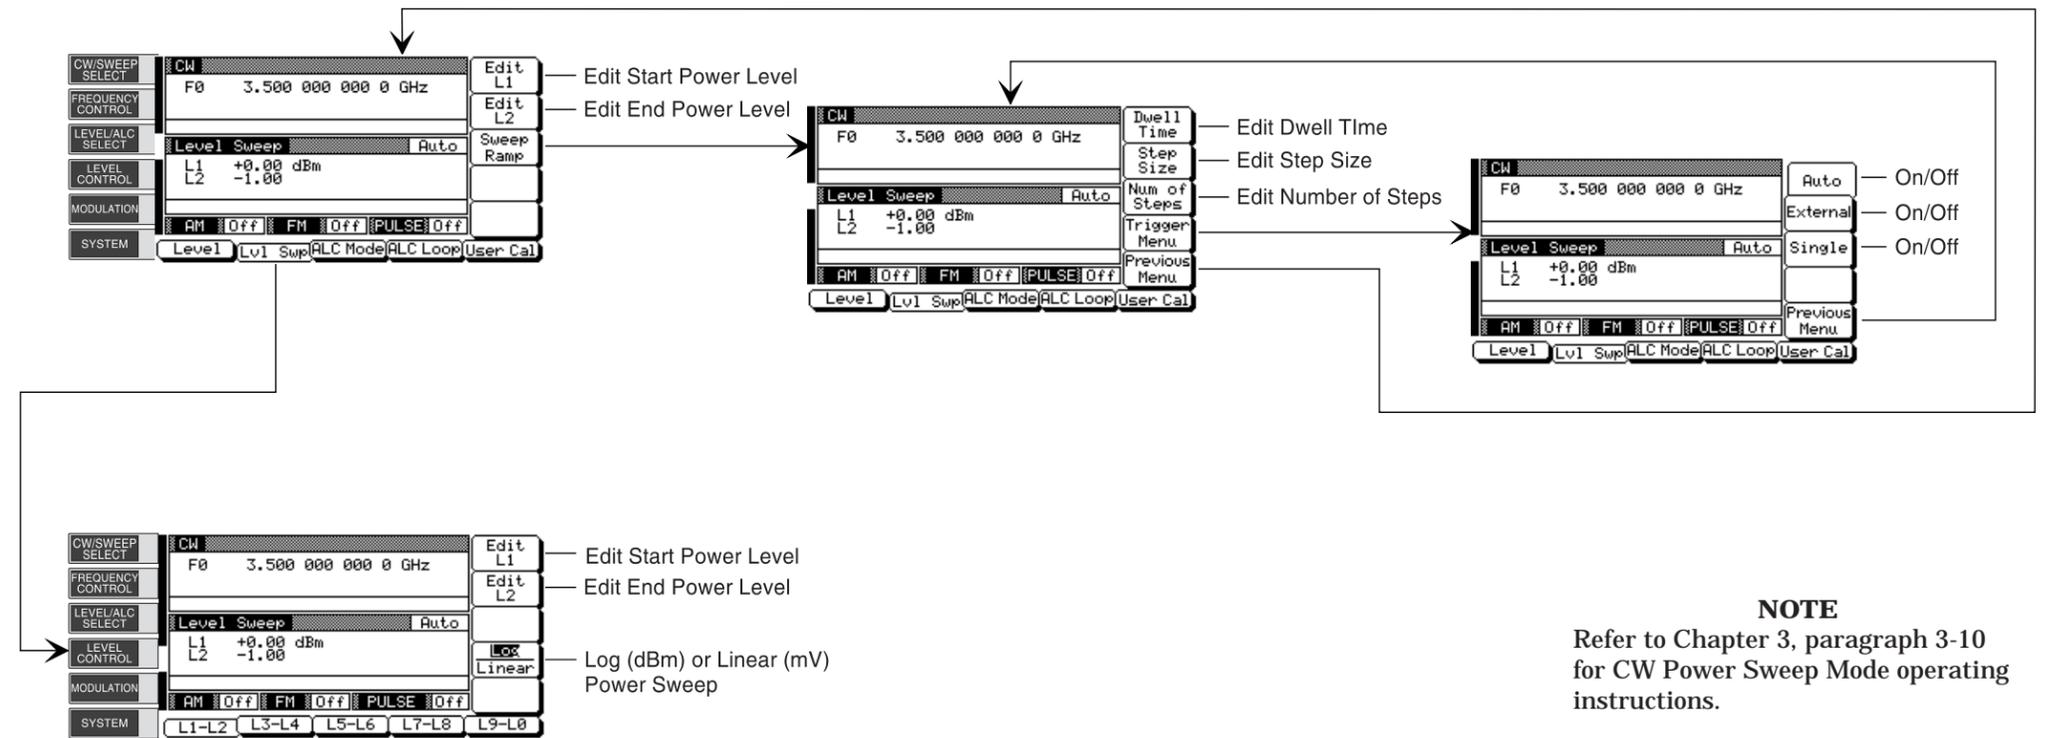 CW/SWEEP
SELECT
FREQUENCY
CONTROL
LEVEL/ALC
SELECT
LEVEL
CONTROL
MODULATION
SYSTEM
CW
F0 3.500 000 000 0 GHz
Level Sweep Auto
L1 +0.00 dBm
L2 -1.00
AM Off FM Off PULSE Off
Level Lvl Swp ALC Mode ALC Loop User Cal
Edit
L1
Edit
L2
Sweep
Ramp
Edit Start Power Level
Edit End Power Level
CW
F0 3.500 000 000 0 GHz
Level Sweep Auto
L1 +0.00 dBm
L2 -1.00
AM Off FM Off PULSE Off
Level Lvl Swp ALC Mode ALC Loop User Cal
Dwell
Time
Step
Size
Num of
Steps
Trigger
Menu
Previous
Menu
Edit Dwell TIme
Edit Step Size
Edit Number of Steps
CW
F0 3.500 000 000 0 GHz
Level Sweep Auto
L1 +0.00 dBm
L2 -1.00
AM Off FM Off PULSE Off
Level Lvl Swp ALC Mode ALC Loop User Cal
Auto
External
Single
Previous
Menu
On/Off
On/Off
On/Off
CW/SWEEP
SELECT
FREQUENCY
CONTROL
LEVEL/ALC
SELECT
LEVEL
CONTROL
MODULATION
SYSTEM
CW
F0 3.500 000 000 0 GHz
Level Sweep Auto
L1 +0.00 dBm
L2 -1.00
AM Off FM Off PULSE Off
L1-L2 L3-L4 L5-L6 L7-L8 L9-L0
Edit
L1
Edit
L2
Log
Linear
Edit Start Power Level
Edit End Power Level
Log (dBm) or Linear (mV)
Power Sweep
NOTE
Refer to Chapter 3, paragraph 3-10
for CW Power Sweep Mode operating
instructions.